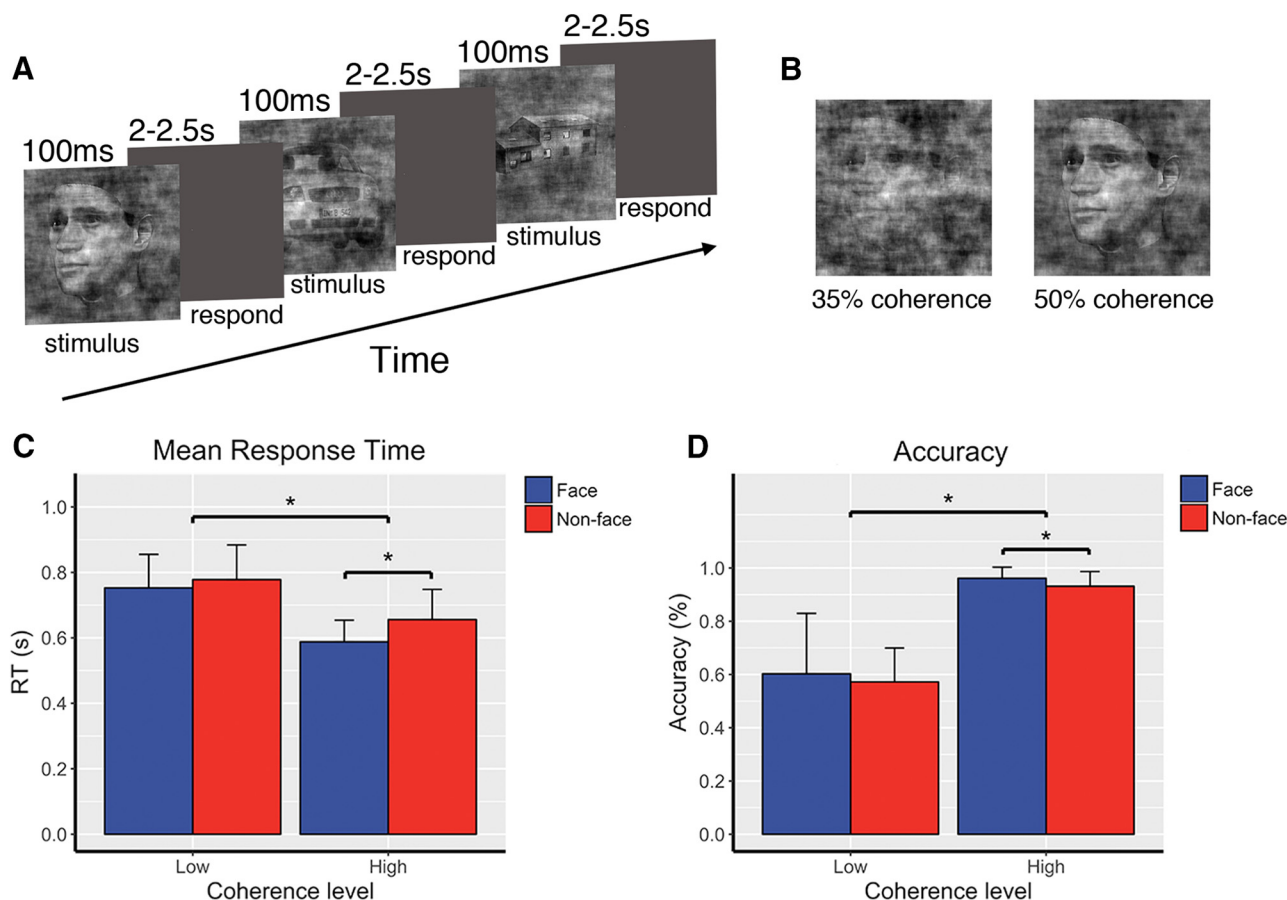 A
100ms
2-2.5s
100ms
2-2.5s
100ms
2-2.5s
stimulus
respond
stimulus
respond
stimulus
respond
Time
B
35% coherence
50% coherence
C
Mean Response Time
*
*
Face
Non-face
RT (s)
1.0
0.8
0.6
0.4
0.2
0.0
Low
High
Coherence level
D
Accuracy
*
*
Face
Non-face
Accuracy (%)
1.0
0.8
0.6
0.4
0.2
0.0
Low
High
Coherence level